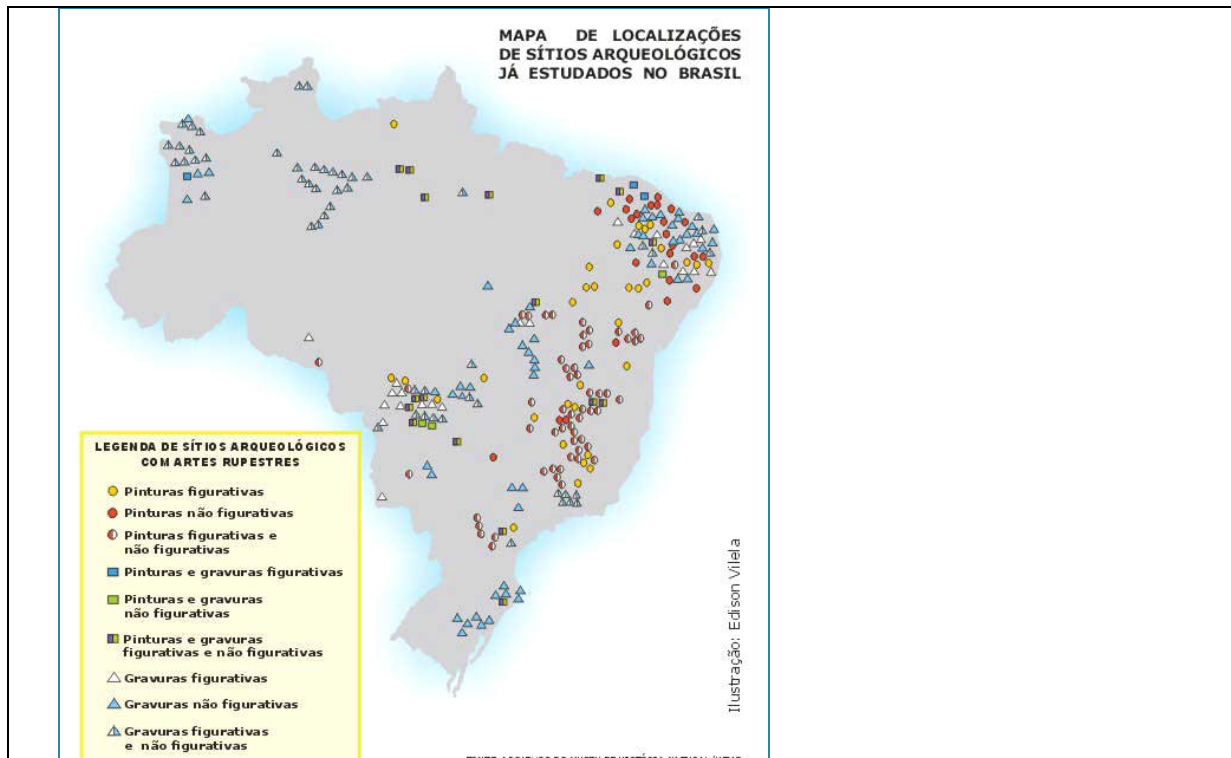 MAPA DE LOCALIZAÇÕES
DE SÍTIOS ARQUEOLÓGICOS
JÁ ESTUDADOS NO BRASIL
LEGENDA DE SÍTIOS ARQUEOLÓGICOS
COM ARTES RUPESTRES
Pinturas figurativas
Pinturas não figurativas
Pinturas figurativas e
não figurativas
Pinturas e gravuras figurativas
Pinturas e gravuras
não figurativas
Pinturas e gravuras
figurativas e não figurativas
Gravuras figurativas
Gravuras não figurativas
Gravuras figurativas
e não figurativas
Ilustração: Edison Vilela